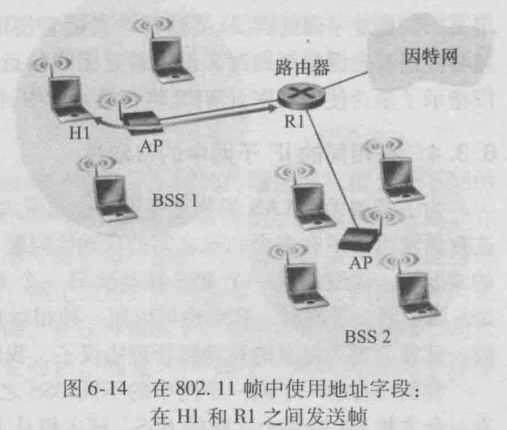 因特网
路由器
R1
H1
AP
BSS 1
AP
BSS 2
图 6-14 在 802.11 帧中使用地址字段：
在 H1 和 R1 之间发送帧